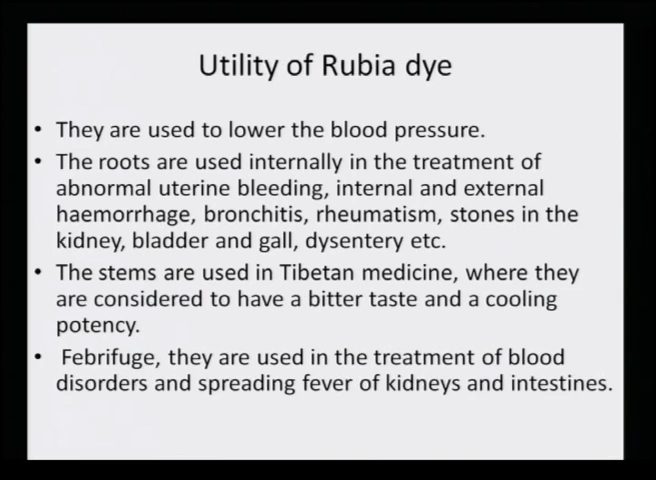 Utility of Rubia dye
• They are used to lower the blood pressure.
• The roots are used internally in the treatment of
abnormal uterine bleeding, internal and external
haemorrhage, bronchitis, rheumatism, stones in the
kidney, bladder and gall, dysentery etc.
• The stems are used in Tibetan medicine, where they
are considered to have a bitter taste and a cooling
potency.
• Febrifuge, they are used in the treatment of blood
disorders and spreading fever of kidneys and intestines.